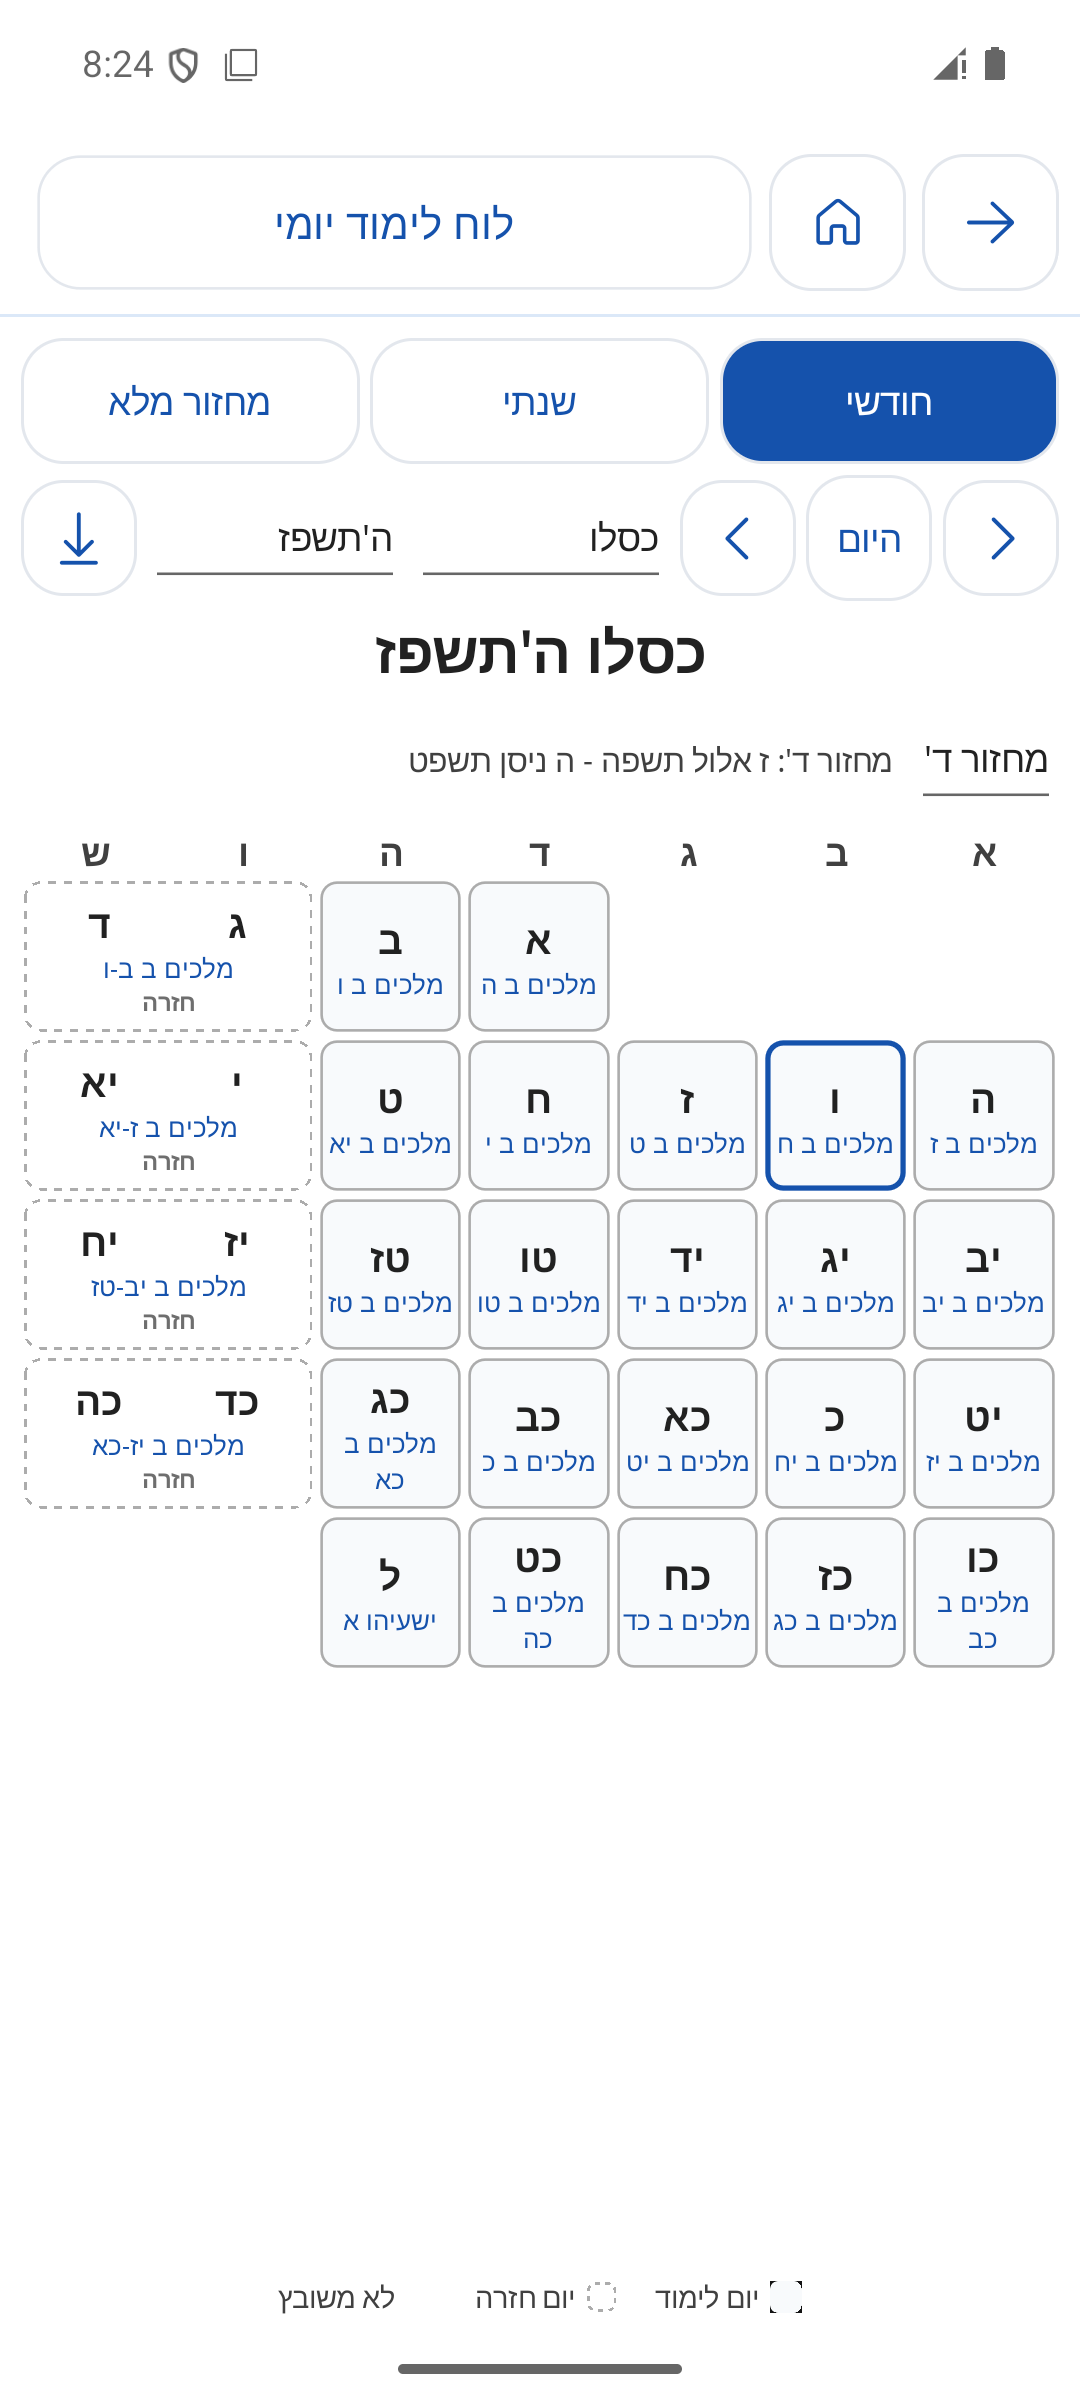 8:24
לוח לימוד יומי
חודשי שנתי מחזור מלא
היום כסלו ה'תשפז
כסלו ה'תשפז
מחזור ד' מחזור ד': ז אלול תשפה - ה ניסן תשפט
א ב ג ד ה ו ש
א
מלכים ב ה
ב
מלכים ב ו
ג ד
מלכים ב ב-ו
חזרה
ה
מלכים ב ז
ו
מלכים ב ח
ז
מלכים ב ט
ח
מלכים ב י
ט
מלכים ב יא
י יא
מלכים ב ז-יא
חזרה
יב
מלכים ב יב
יג
מלכים ב יג
יד
מלכים ב יד
טו
מלכים ב טו
טז
מלכים ב טז
יז יח
מלכים ב יב-טז
חזרה
יט
מלכים ב יז
כ
מלכים ב יח
כא
מלכים ב יט
כב
מלכים ב כ
כג
מלכים ב
כא
כד כה
מלכים ב יז-כא
חזרה
כו
מלכים ב
כב
כז
מלכים ב כג
כח
מלכים ב כד
כט
מלכים ב
כה
ל
ישעיהו א
יום לימוד יום חזרה לא משובץ